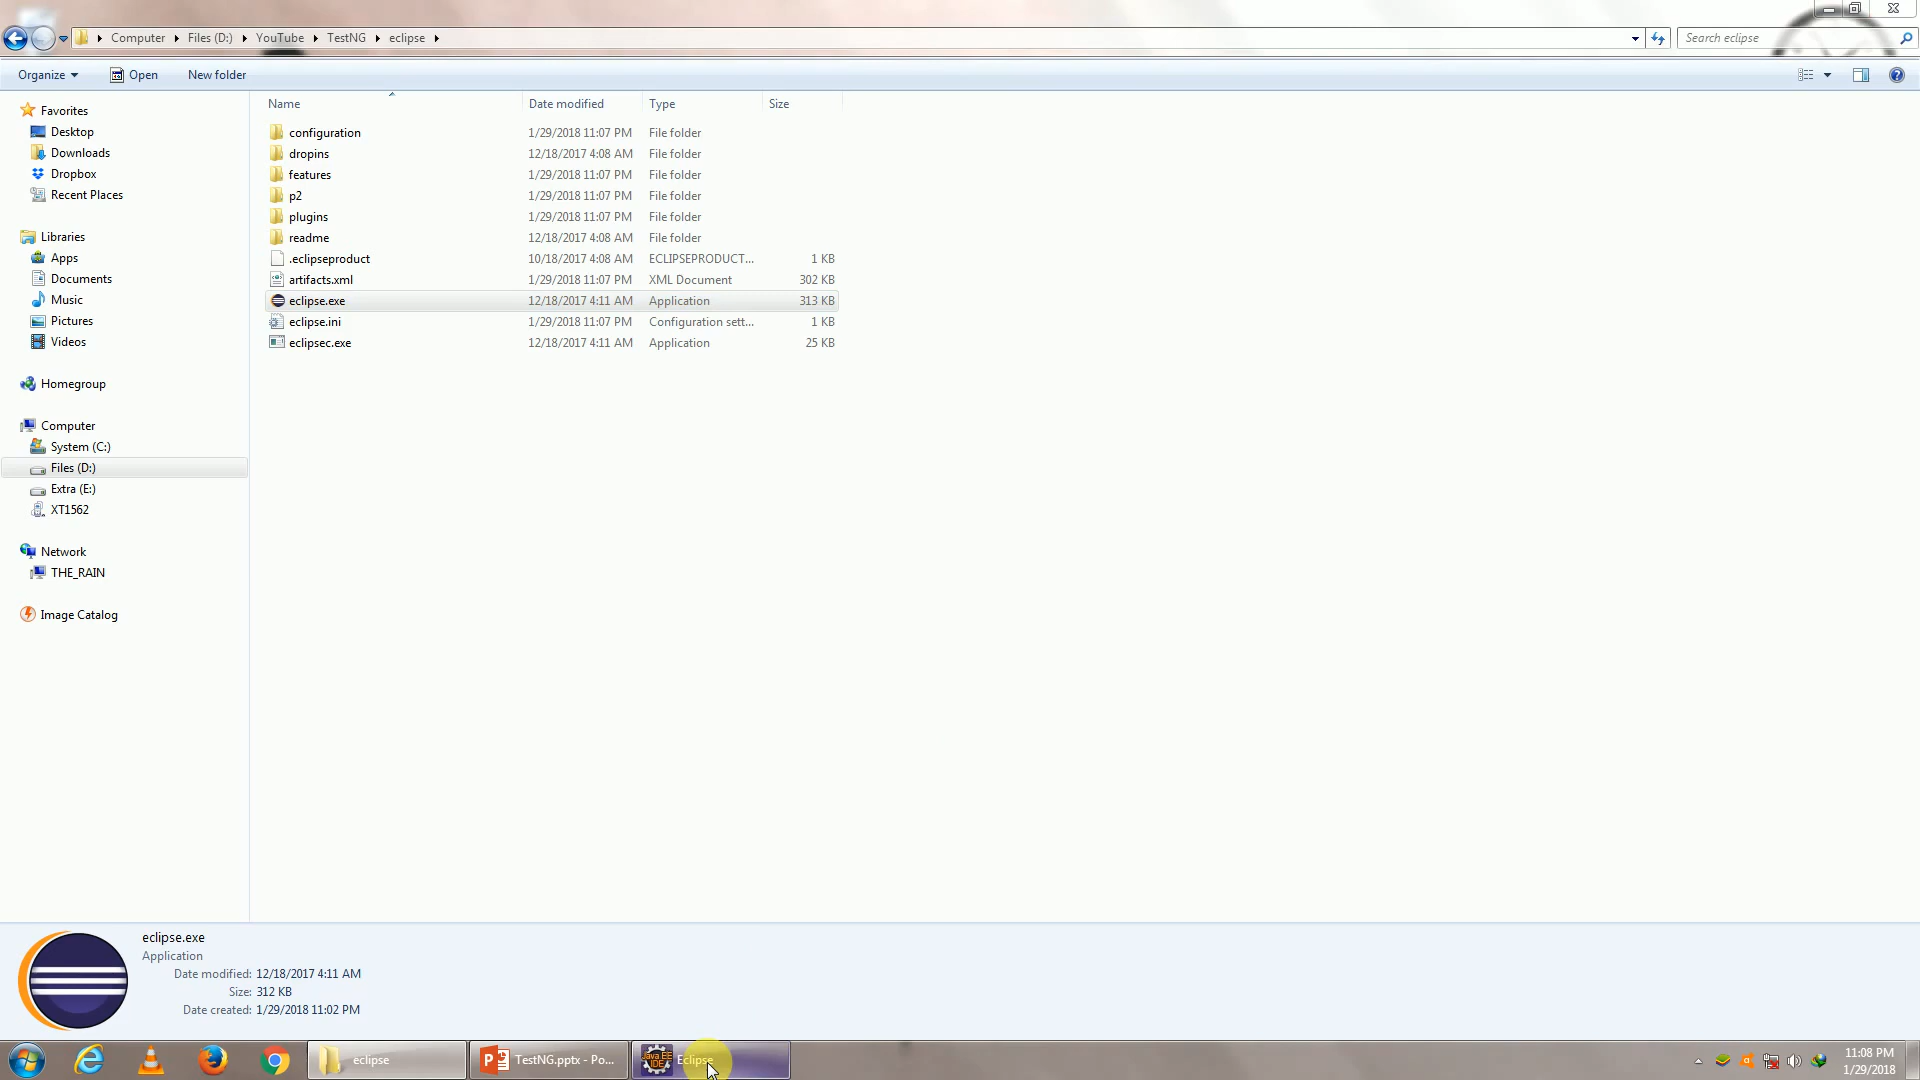 Computer Files (D:) YouTube TestNG eclipse
Search eclipse
Organize Open New folder
Name Date modified Type Size
Favorites
Desktop
Downloads
Dropbox
Recent Places
Libraries
Apps
Documents
Music
Pictures
Videos
Homegroup
Computer
System (C:)
Files (D:)
Extra (E:)
XT1562
Network
THE_RAIN
Image Catalog
configuration 1/29/2018 11:07 PM File folder
dropins 12/18/2017 4:08 AM File folder
features 1/29/2018 11:07 PM File folder
p2 1/29/2018 11:07 PM File folder
plugins 1/29/2018 11:07 PM File folder
readme 12/18/2017 4:08 AM File folder
.eclipseproduct 10/18/2017 4:08 AM ECLIPSEPRODUCT... 1 KB
artifacts.xml 1/29/2018 11:07 PM XML Document 302 KB
eclipse.exe 12/18/2017 4:11 AM Application 313 KB
eclipse.ini 1/29/2018 11:07 PM Configuration sett... 1 KB
eclipsec.exe 12/18/2017 4:11 AM Application 25 KB
eclipse.exe
Application
Date modified: 12/18/2017 4:11 AM
Size: 312 KB
Date created: 1/29/2018 11:02 PM
eclipse
TestNG.pptx - Po...
Java EE
IDE
Eclipse
11:08 PM
1/29/2018